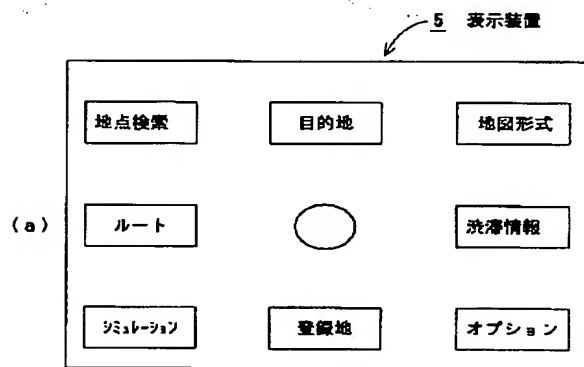 5 表示装置
地点検索 目的地 地図形式
(a) ルート 渋滞情報
シミュレーション 登録地 オプション